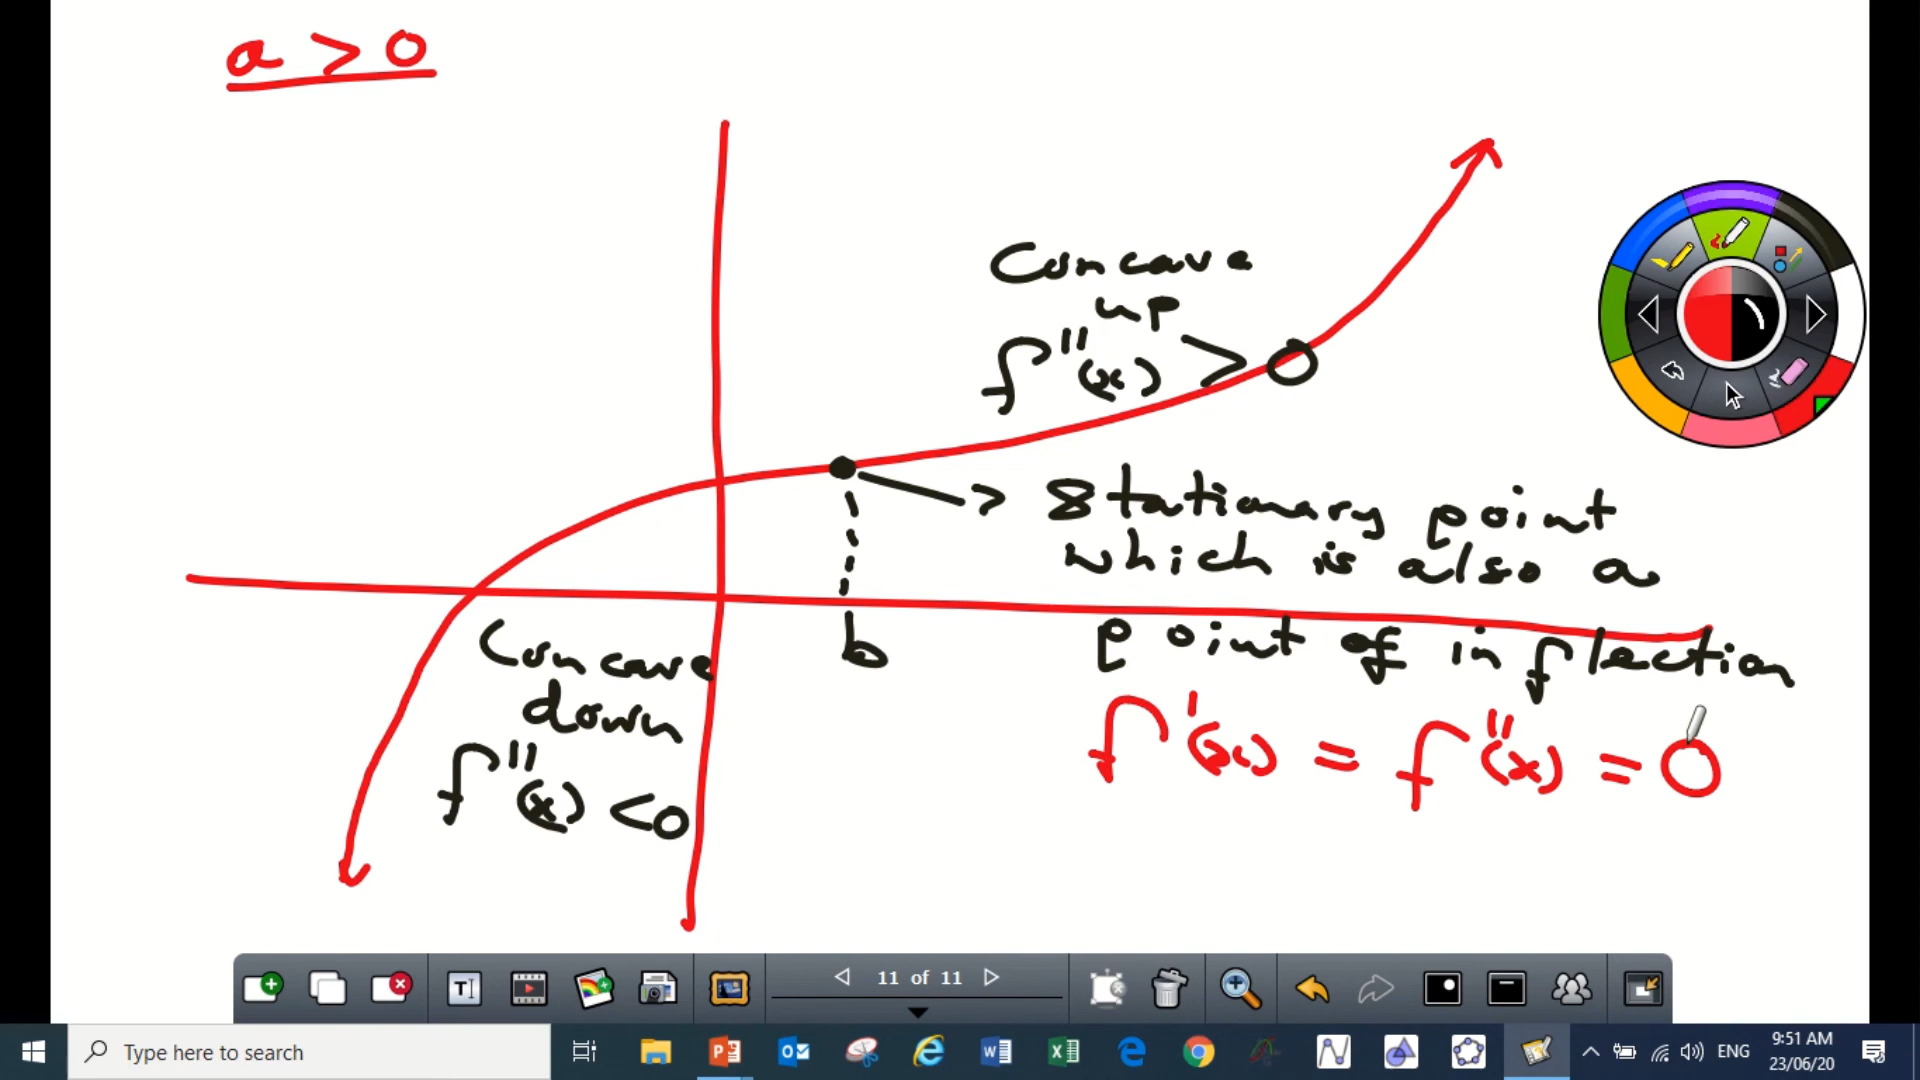 a > 0
Concave
up
f''(x) > 0
Stationary point
which is also a
point of inflection
b
f'(x) = f''(x) = 0
Concave
down
f''(x) < 0
11 of 11
Type here to search
ENG
9:51 AM
23/06/20